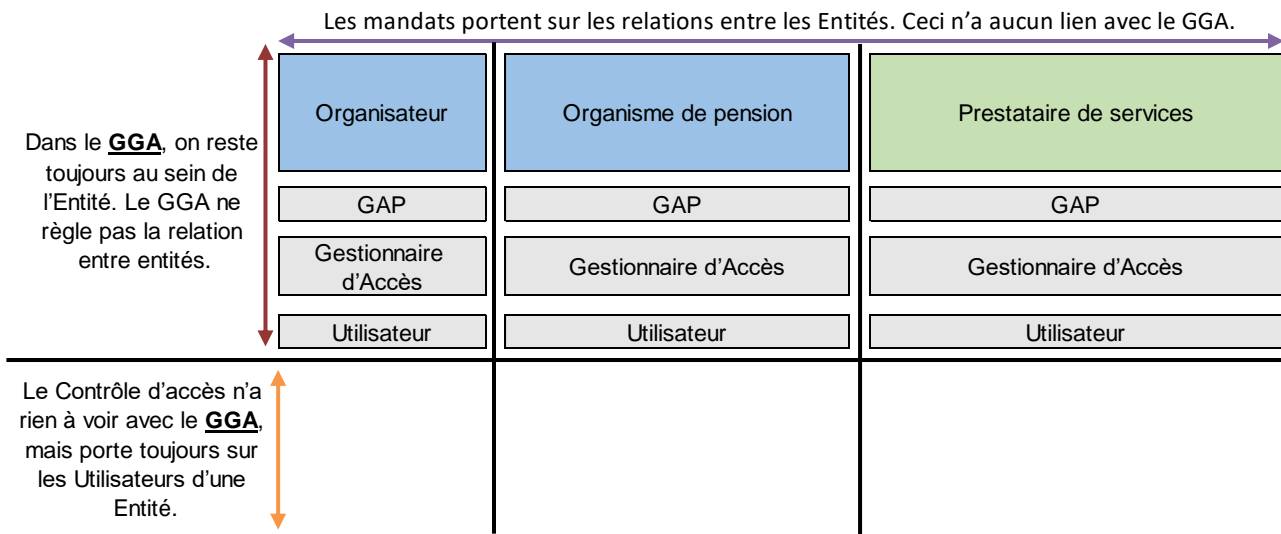 Les mandats portent sur les relations entre les Entités. Ceci n’a aucun lien avec le GGA.
Dans le GGA, on reste
toujours au sein de
l’Entité. Le GGA ne
règle pas la relation
entre entités.
Organisateur
Organisme de pension
Prestataire de services
GAP
GAP
GAP
Gestionnaire
d’Accès
Gestionnaire d’Accès
Gestionnaire d’Accès
Utilisateur
Utilisateur
Utilisateur
Le Contrôle d’accès n’a
rien à voir avec le GGA,
mais porte toujours sur
les Utilisateurs d’une
Entité.